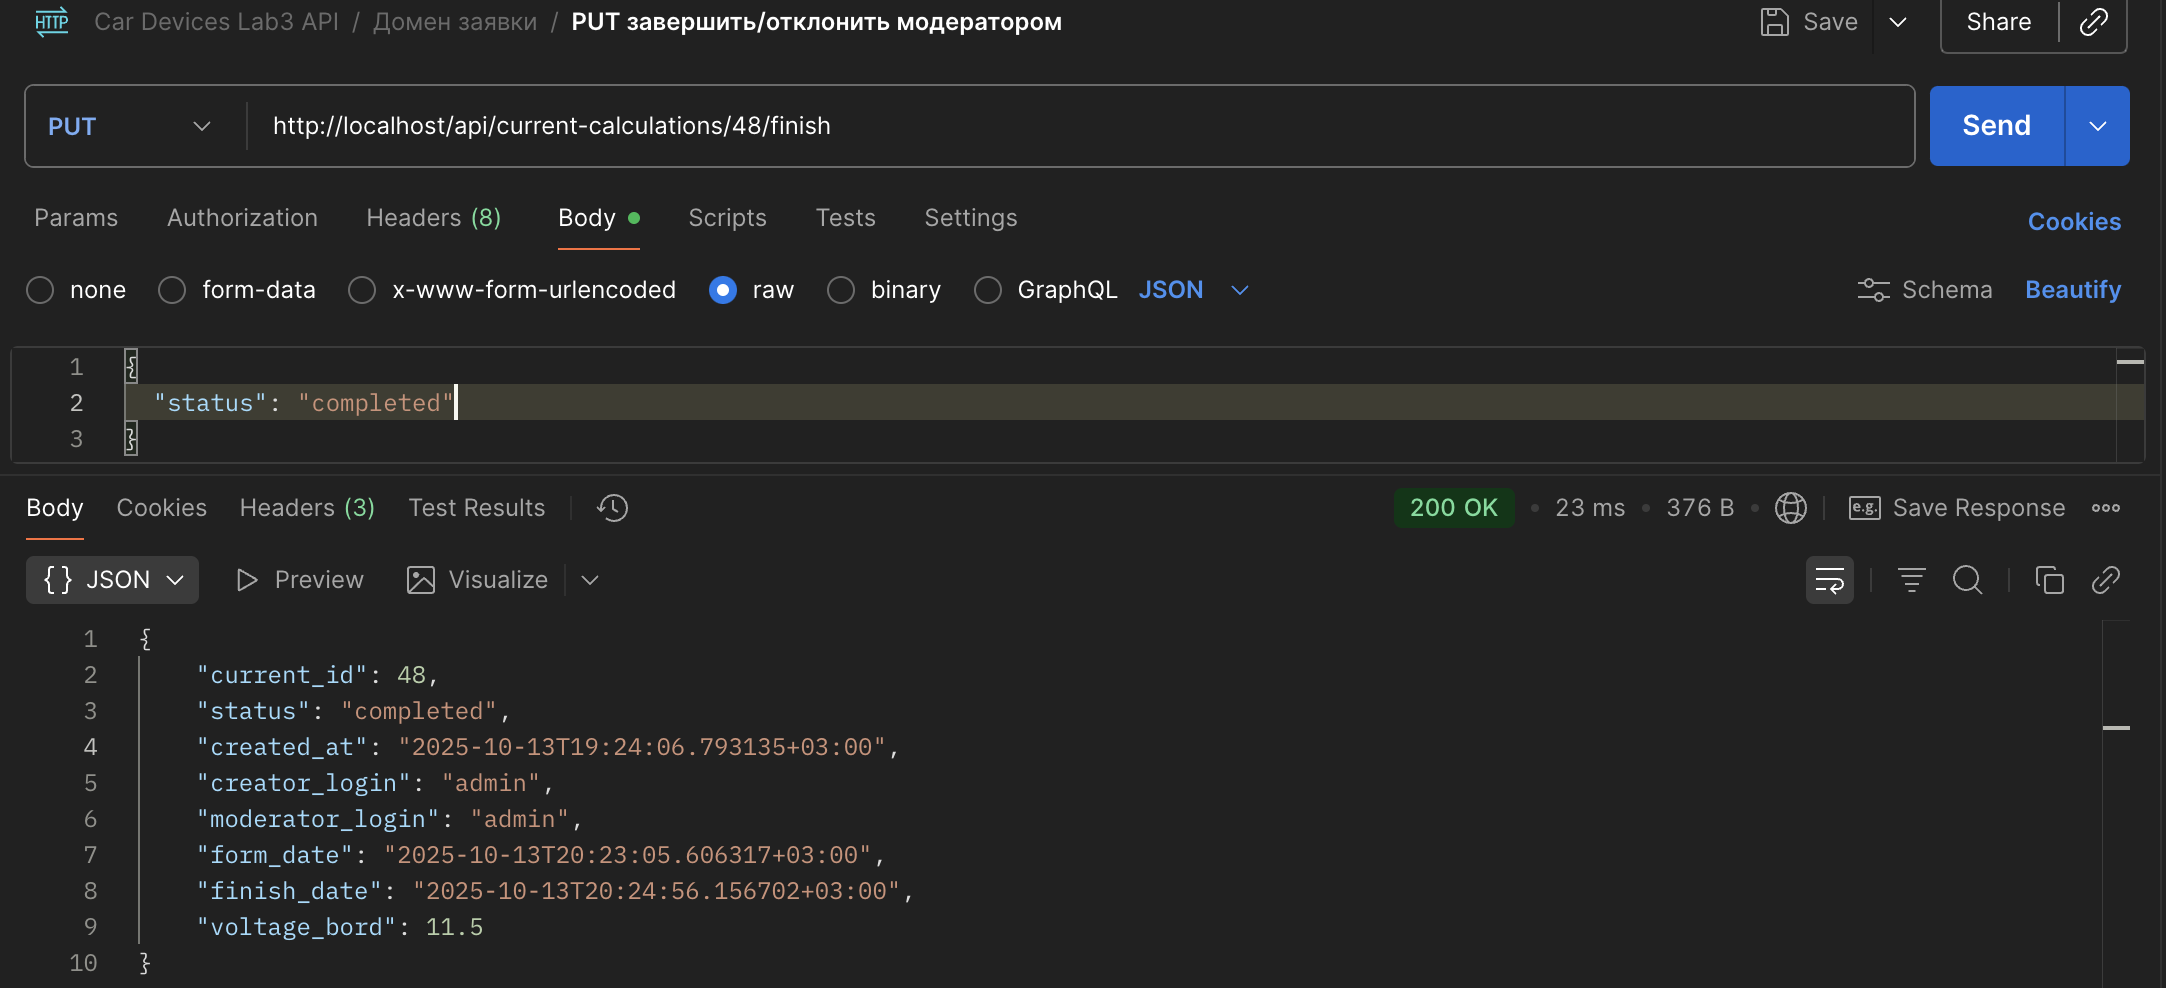 HTTP Car Devices Lab3 API / Домен заявки / PUT завершить/отклонить модератором Save Share
PUT http://localhost/api/current-calculations/48/finish Send
Params Authorization Headers (8) Body Scripts Tests Settings Cookies
none form-data x-www-form-urlencoded raw binary GraphQL JSON Schema Beautify
1 {
2 "status": "completed"
3 }
Body Cookies Headers (3) Test Results 200 OK • 23 ms • 376 B • e.g. Save Response
{} JSON Preview Visualize
1 {
2 "current_id": 48,
3 "status": "completed",
4 "created_at": "2025-10-13T19:24:06.793135+03:00",
5 "creator_login": "admin",
6 "moderator_login": "admin",
7 "form_date": "2025-10-13T20:23:05.606317+03:00",
8 "finish_date": "2025-10-13T20:24:56.156702+03:00",
9 "voltage_bord": 11.5
10 }